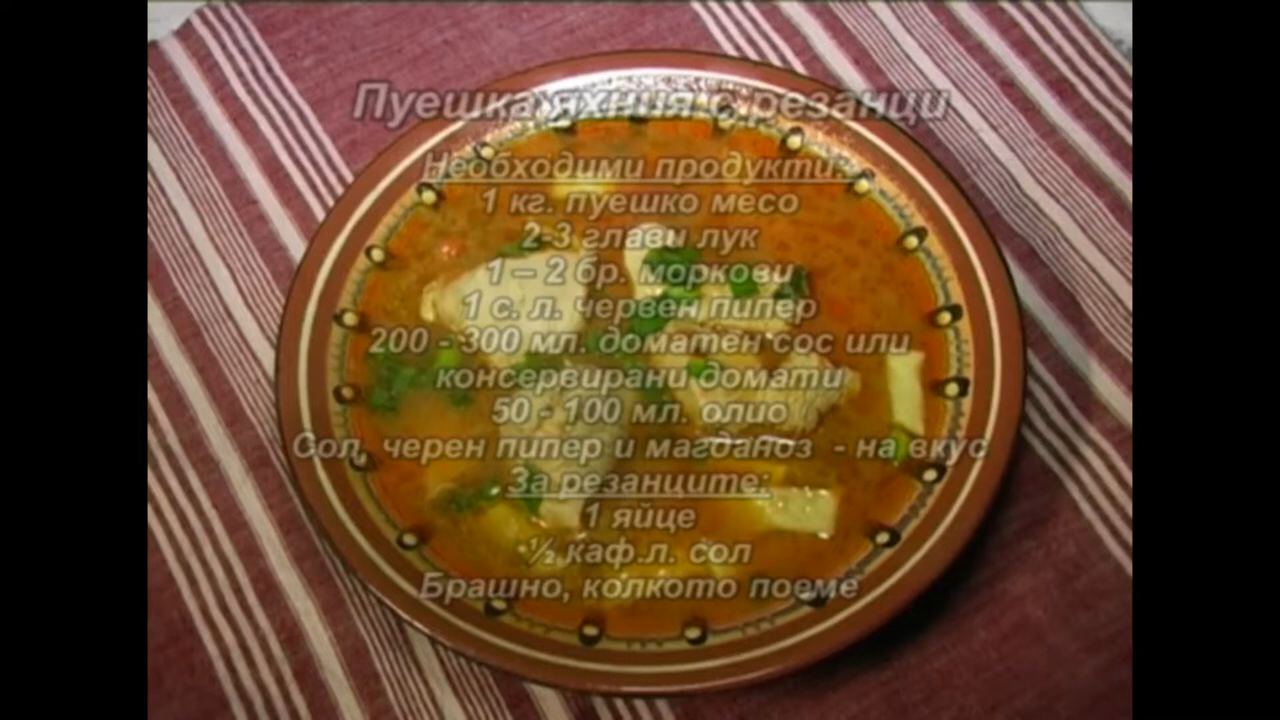 Пуешка яхния с резанци
Необходими продукти:
1 кг. пуешко месо
2-3 глави лук
1 – 2 бр. моркови
1 с. л. червен пипер
200 - 300 мл. доматен сос или
консервирани домати
50 - 100 мл. олио
Сол, черен пипер и магданоз - на вкус
За резанците:
1 яйце
½ каф.л. сол
Брашно, колкото поеме